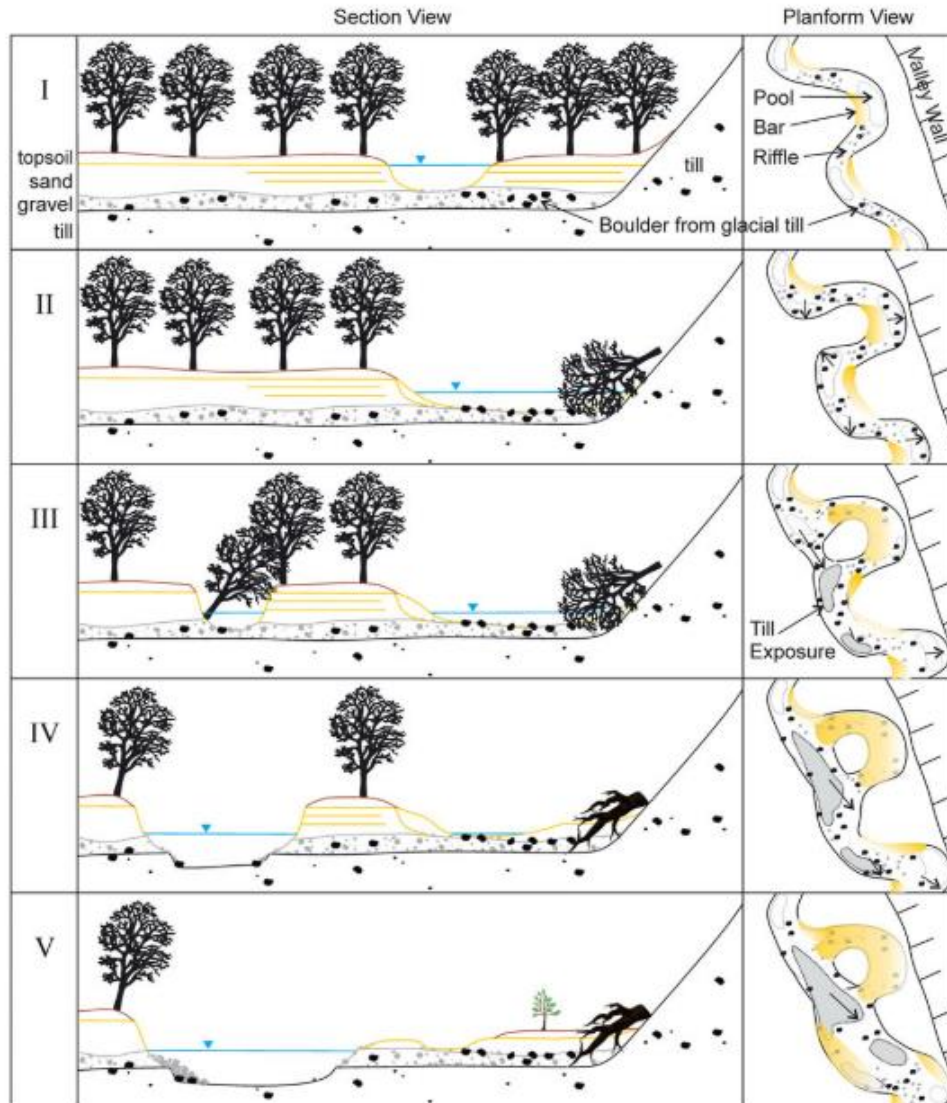 Section View
Planform View
I
topsoil
sand
gravel
till
till
Boulder from glacial till
Pool
Bar
Riffle
Valley Wall
II
III
Till
Exposure
IV
V